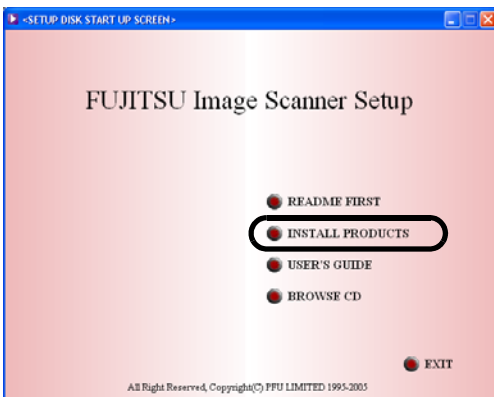 <SETUP DISK START UP SCREEN>
FUJITSU Image Scanner Setup
README FIRST
INSTALL PRODUCTS
USER'S GUIDE
BROWSE CD
EXIT
All Right Reserved, Copyright(C) PFU LIMITED 1995-2005